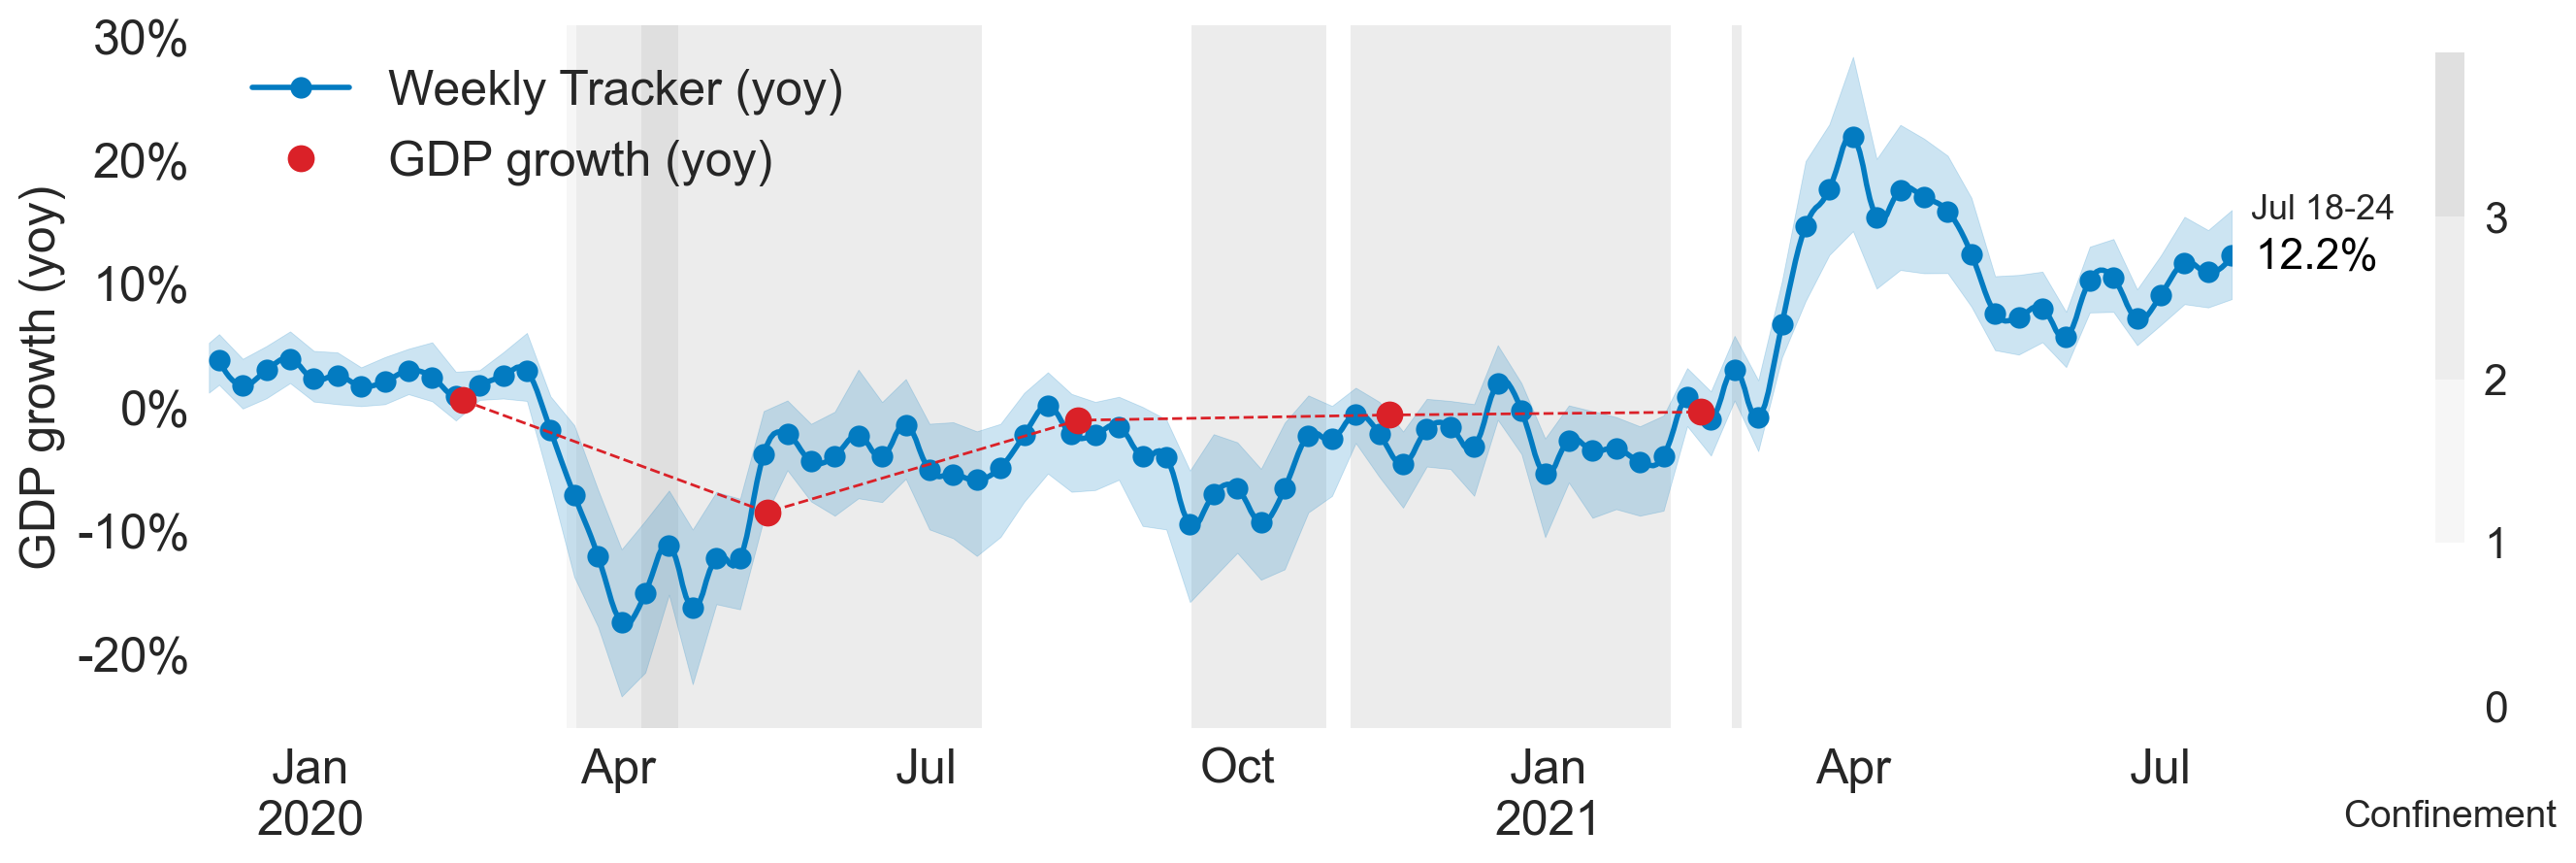 30%
20%
10%
0%
-10%
-20%
GDP growth (yoy)
Weekly Tracker (yoy)
GDP growth (yoy)
Jul 18-24
12.2%
3
2
1
0
Jan Apr Jul Oct Jan Apr Jul
2020 2021
Confinement